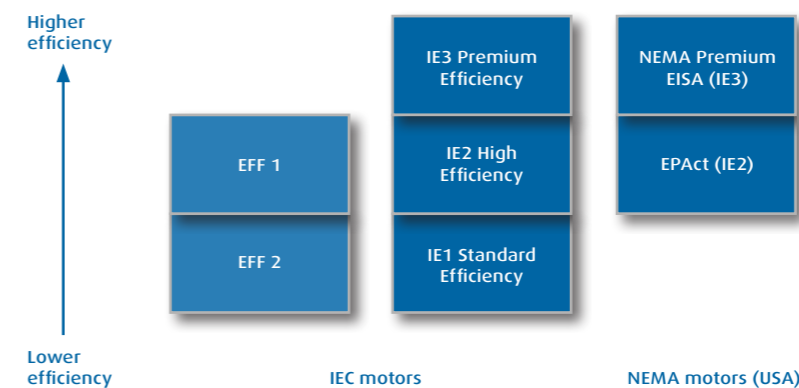 Higher
efficiency
IE3 Premium
Efficiency
NEMA Premium
EISA (IE3)
EFF 1
IE2 High
Efficiency
EPAct (IE2)
EFF 2
IE1 Standard
Efficiency
Lower
efficiency
IEC motors
NEMA motors (USA)